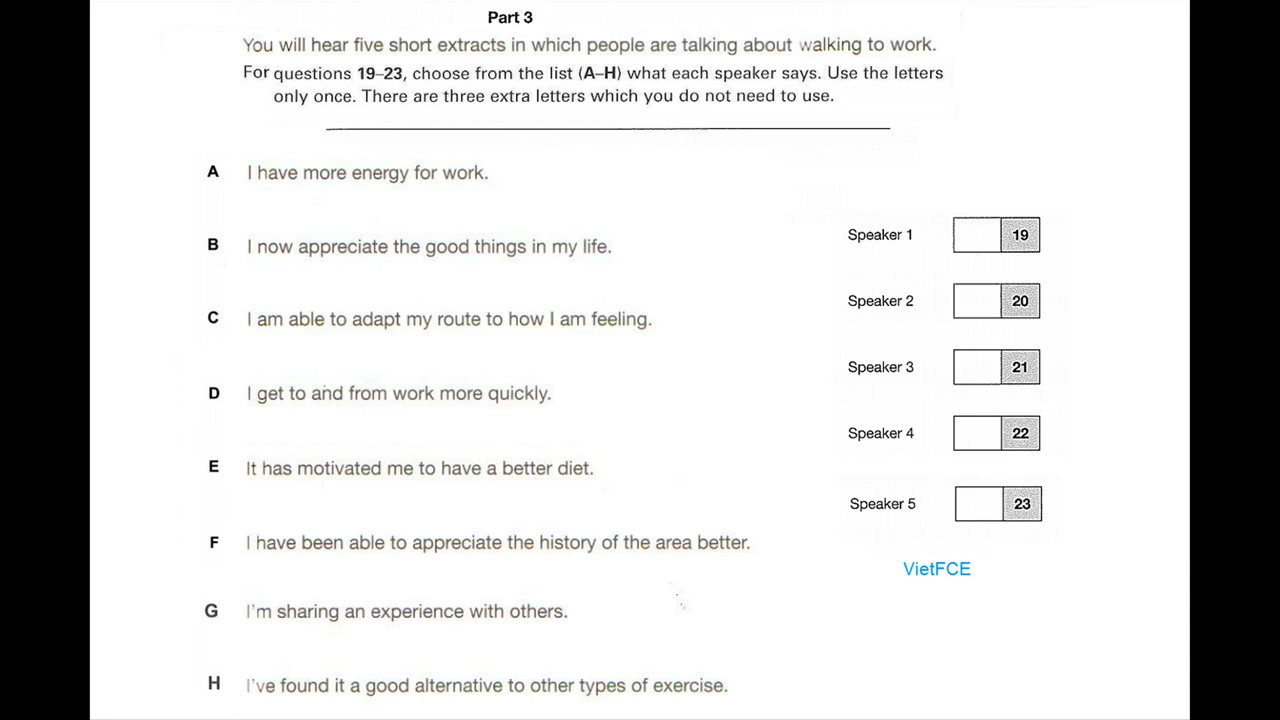 Part 3
You will hear five short extracts in which people are talking about walking to work.
For questions 19–23, choose from the list (A–H) what each speaker says. Use the letters
only once. There are three extra letters which you do not need to use.
A I have more energy for work.
B I now appreciate the good things in my life.
C I am able to adapt my route to how I am feeling.
D I get to and from work more quickly.
E It has motivated me to have a better diet.
F I have been able to appreciate the history of the area better.
G I'm sharing an experience with others.
H I've found it a good alternative to other types of exercise.
Speaker 1 19
Speaker 2 20
Speaker 3 21
Speaker 4 22
Speaker 5 23
VietFCE